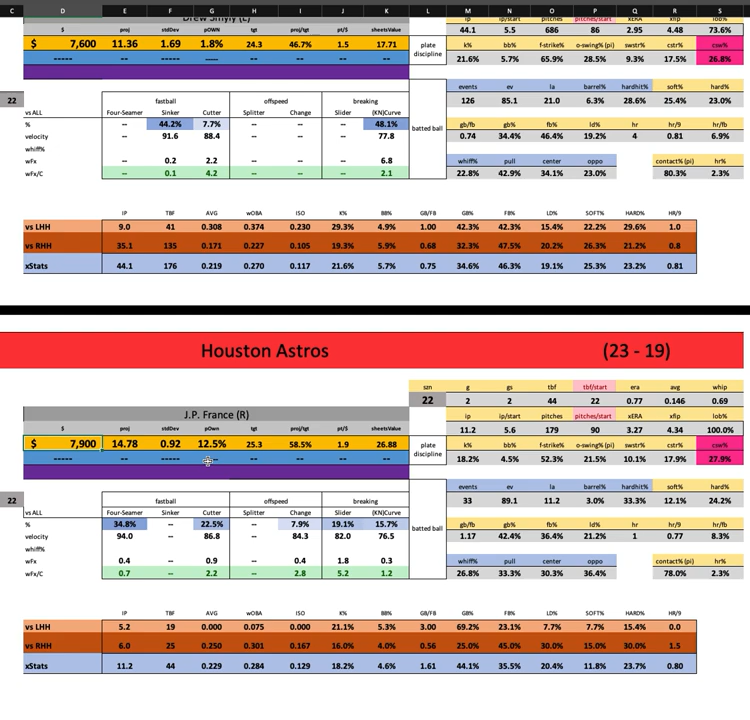 C D E F G H I J K L M N O P Q R S
Drew Smyly (L) ip ip/start pitches pitches/start xERA xfip lob%
$ proj stdDev pOWN tgt proj/tgt pt/$ sheetsValue 44.1 5.5 686 86 2.95 4.48 73.6%
$ 7,600 11.36 1.69 1.8% 24.3 46.7% 1.5 17.71 plate discipline k% bb% f-strike% o-swing% (pi) swstr% cstr% csw%
----- -- ----- ---- -- --- -- --- 21.6% 5.7% 65.9% 28.5% 9.3% 17.5% 26.8%
events ev la barrel% hardhit% soft% hard%
22 fastball offspeed breaking 126 85.1 21.0 6.3% 28.6% 25.4% 23.0%
vs ALL Four-Seamer Sinker Cutter Splitter Change Slider (KN)Curve batted ball
% -- 44.2% 7.7% -- -- -- 48.1% gb/fb gb% fb% ld% hr hr/9 hr/fb
velocity -- 91.6 88.4 -- -- -- 77.8 0.74 34.4% 46.4% 19.2% 4 0.81 6.9%
whiff%
wFx -- 0.2 2.2 -- -- -- 6.8 whiff% pull center oppo contact% (pi) hr%
wFx/C -- 0.1 4.2 -- -- -- 2.1 22.8% 42.9% 34.1% 23.0% 80.3% 2.3%
IP TBF AVG wOBA ISO K% BB% GB/FB GB% FB% LD% SOFT% HARD% HR/9
vs LHH 9.0 41 0.308 0.374 0.230 29.3% 4.9% 1.00 42.3% 42.3% 15.4% 22.2% 29.6% 1.0
vs RHH 35.1 135 0.171 0.227 0.105 19.3% 5.9% 0.68 32.3% 47.5% 20.2% 26.3% 21.2% 0.8
xStats 44.1 176 0.219 0.270 0.117 21.6% 5.7% 0.75 34.6% 46.3% 19.1% 25.3% 23.2% 0.81
Houston Astros (23 - 19)
szn g gs tbf tbf/start era avg whip
22 2 2 44 22 0.77 0.146 0.69
J.P. France (R) ip ip/start pitches pitches/start xERA xfip lob%
$ proj stdDev pOwn tgt proj/tgt pt/$ sheetsValue 11.2 5.6 179 90 3.27 4.34 100.0%
$ 7,900 14.78 0.92 12.5% 25.3 58.5% 1.9 26.88 plate discipline k% bb% f-strike% o-swing% (pi) swstr% cstr% csw%
----- -- ----- -- --- -- --- 18.2% 4.5% 52.3% 21.5% 10.1% 17.9% 27.9%
events ev la barrel% hardhit% soft% hard%
22 fastball offspeed breaking 33 89.1 11.2 3.0% 33.3% 12.1% 24.2%
vs ALL Four-Seamer Sinker Cutter Splitter Change Slider (KN)Curve batted ball
% 34.8% -- 22.5% -- 7.9% 19.1% 15.7% gb/fb gb% fb% ld% hr hr/9 hr/fb
velocity 94.0 -- 86.8 -- 84.3 82.0 76.5 1.17 42.4% 36.4% 21.2% 1 0.77 8.3%
whiff%
wFx 0.4 -- 0.9 -- 0.4 1.8 0.3 whiff% pull center oppo contact% (pi) hr%
wFx/C 0.7 -- 2.2 -- 2.8 5.2 1.2 26.8% 33.3% 30.3% 36.4% 78.0% 2.3%
IP TBF AVG wOBA ISO K% BB% GB/FB GB% FB% LD% SOFT% HARD% HR/9
vs LHH 5.2 19 0.000 0.075 0.000 21.1% 5.3% 3.00 69.2% 23.1% 7.7% 7.7% 15.4% 0.0
vs RHH 6.0 25 0.250 0.301 0.167 16.0% 4.0% 0.56 25.0% 45.0% 30.0% 15.0% 30.0% 1.5
xStats 11.2 44 0.229 0.284 0.129 18.2% 4.6% 1.61 44.1% 35.5% 20.4% 11.8% 23.7% 0.80